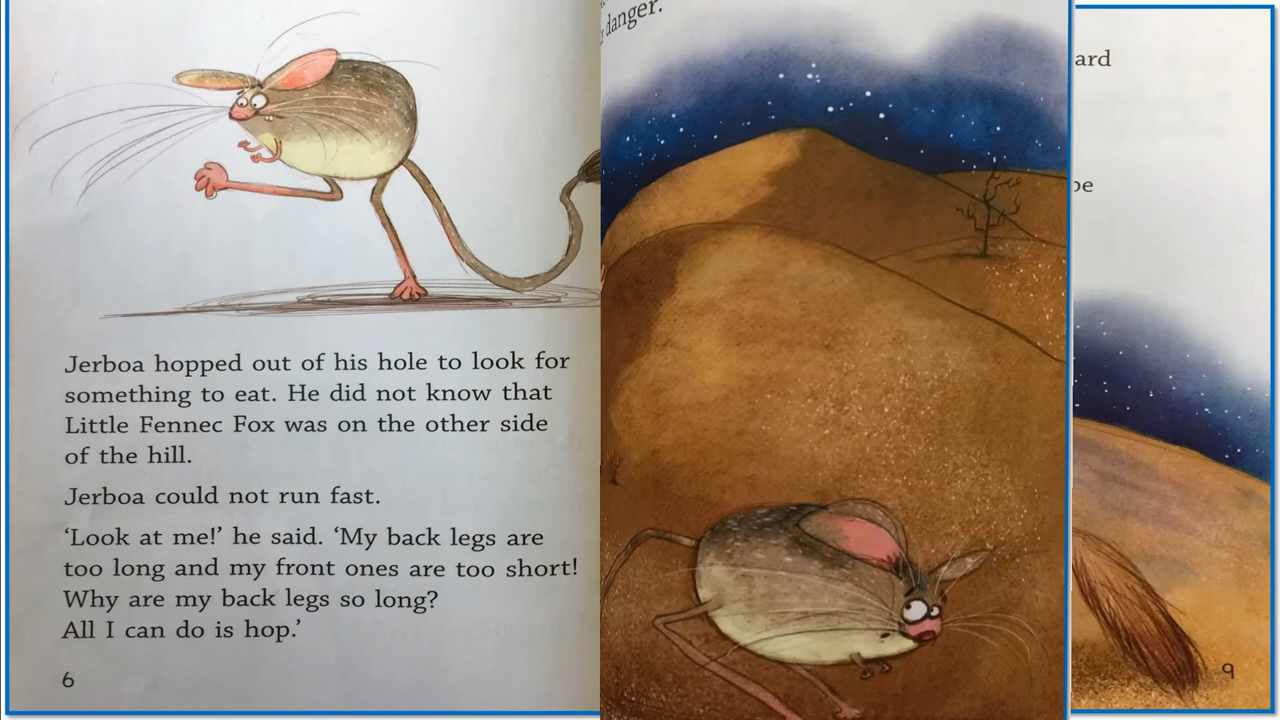 Jerboa hopped out of his hole to look for
something to eat. He did not know that
Little Fennec Fox was on the other side
of the hill.
Jerboa could not run fast.
‘Look at me!’ he said. ‘My back legs are
too long and my front ones are too short!
Why are my back legs so long?
All I can do is hop.’
6
danger.
ard
9